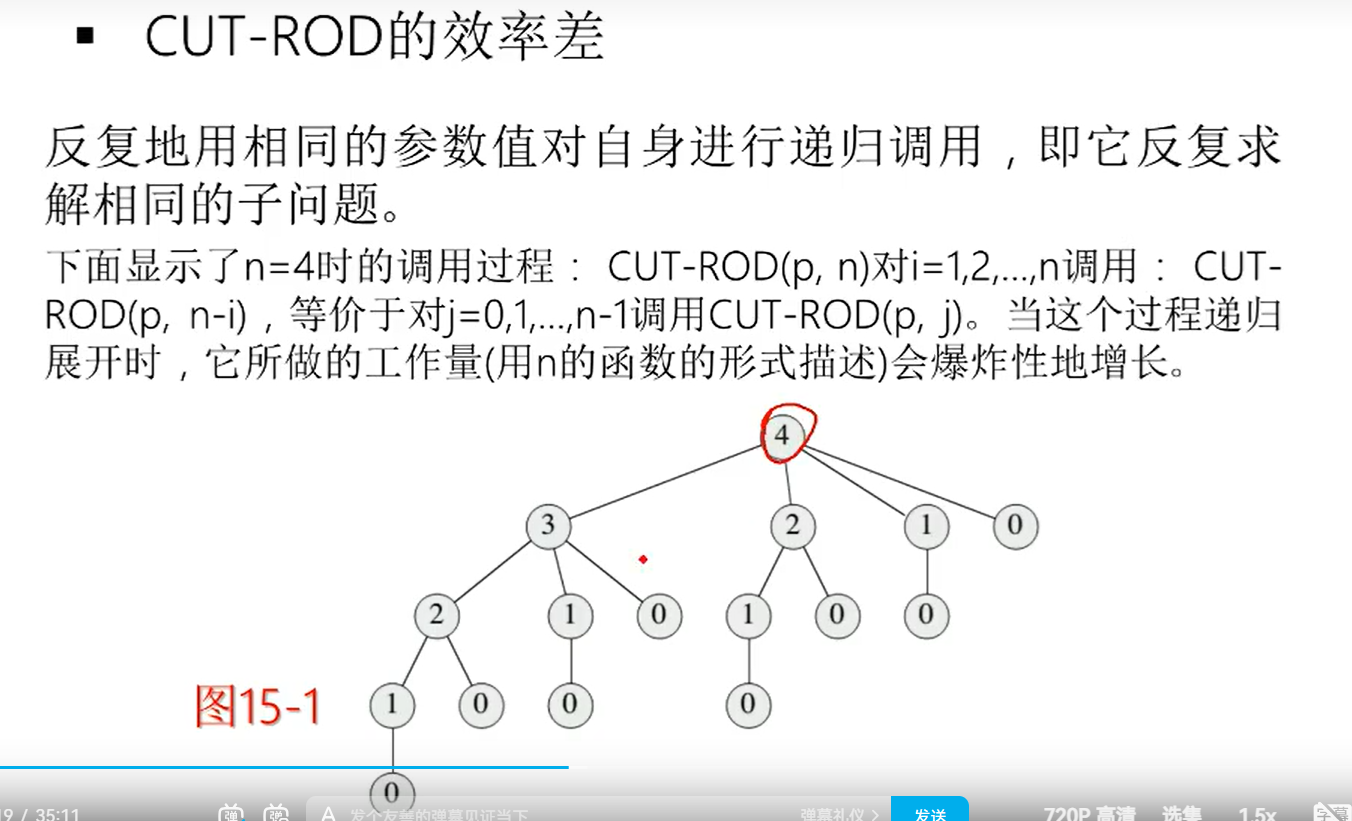 ▪ CUT-ROD的效率差
反复地用相同的参数值对自身进行递归调用，即它反复求
解相同的子问题。
下面显示了n=4时的调用过程： CUT-ROD(p, n)对i=1,2,...,n调用： CUT-
ROD(p, n-i)，等价于对j=0,1,...,n-1调用CUT-ROD(p, j)。当这个过程递归
展开时，它所做的工作量(用n的函数的形式描述)会爆炸性地增长。
4
3 2 1 0
2 1 0 1 0 0
图15-1 1 0 0 0
0
19 / 35:11 弹 弹 A 发个友善的弹幕见证当下 弹幕礼仪 > 发送 720P 高清 选集 1.5x 字幕